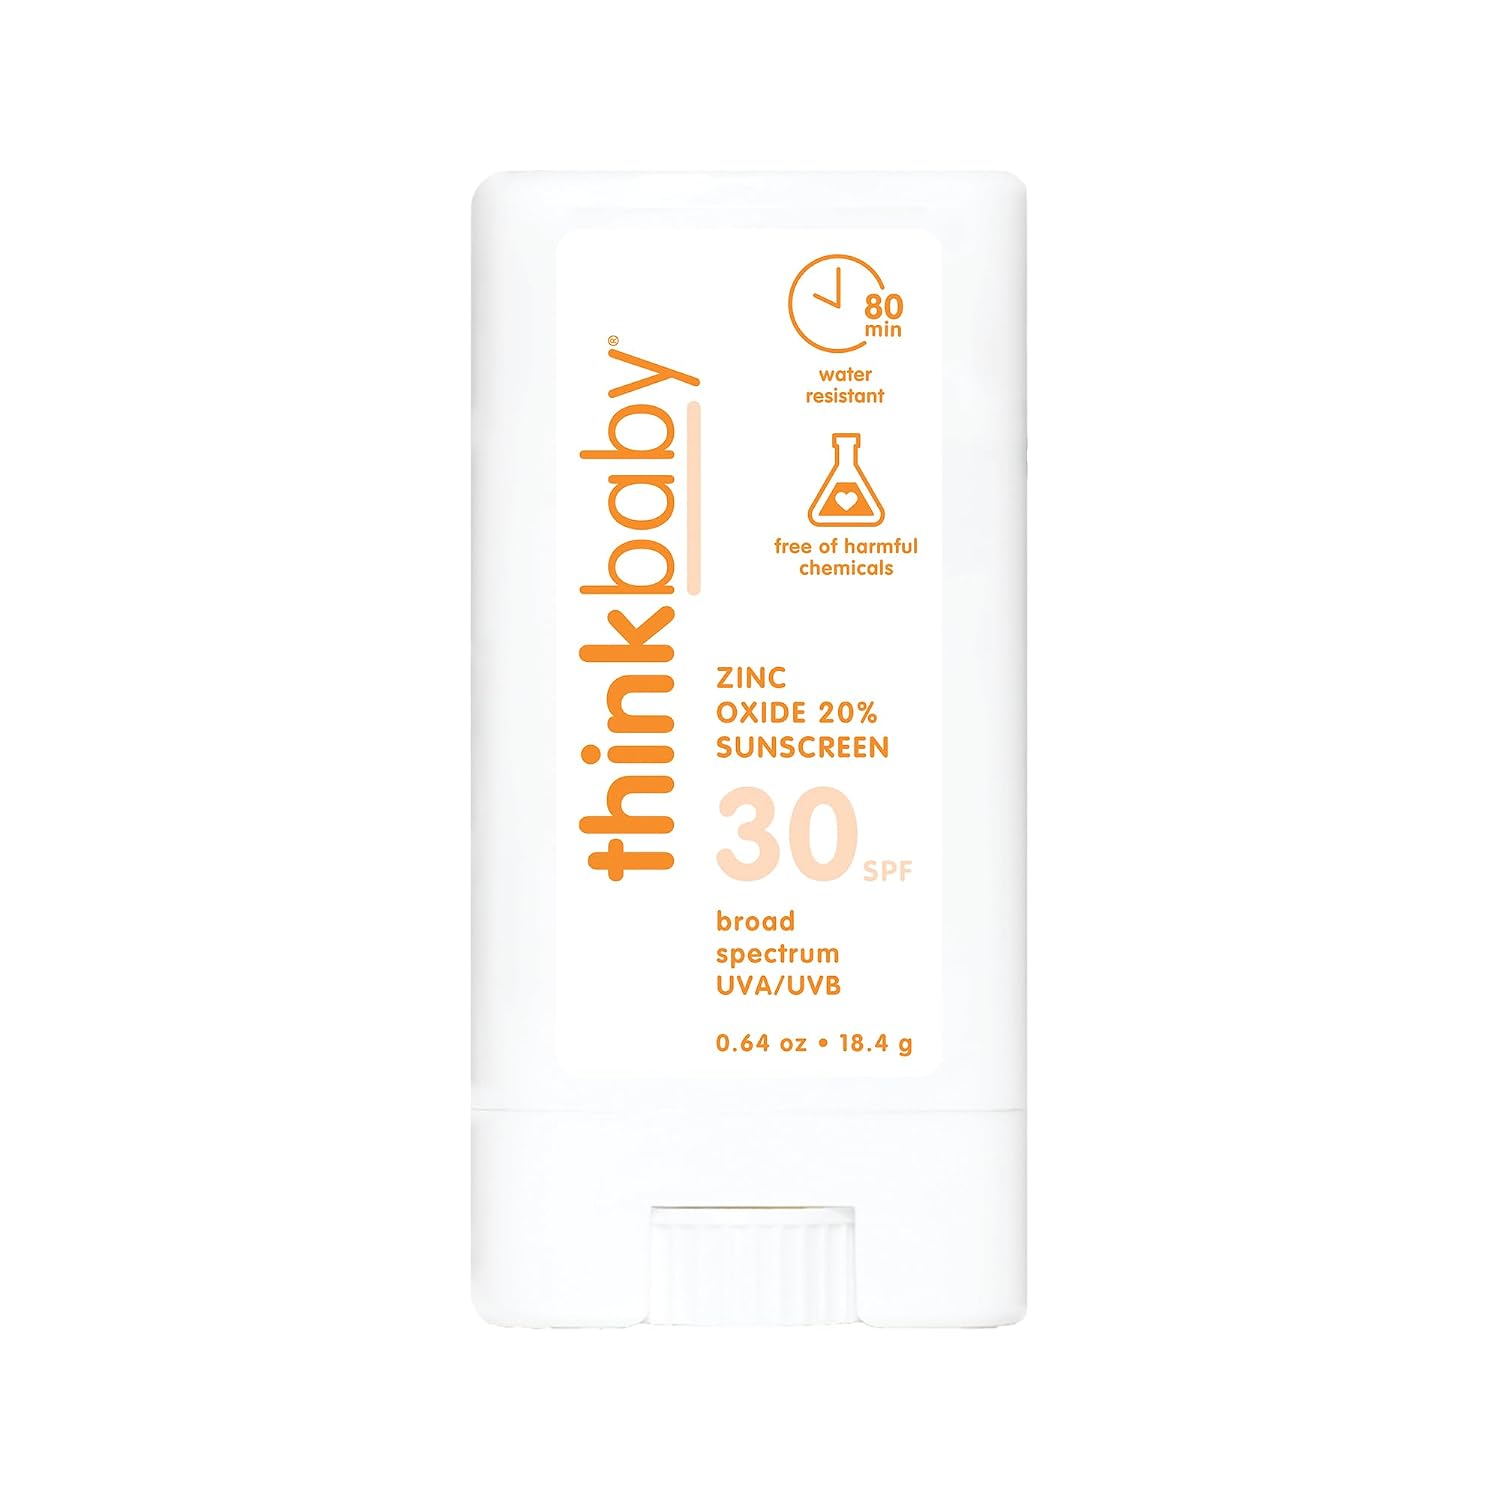 thinkbaby®
80
min
water
resistant
free of harmful
chemicals
ZINC
OXIDE 20%
SUNSCREEN
30 SPF
broad
spectrum
UVA/UVB
0.64 oz • 18.4 g